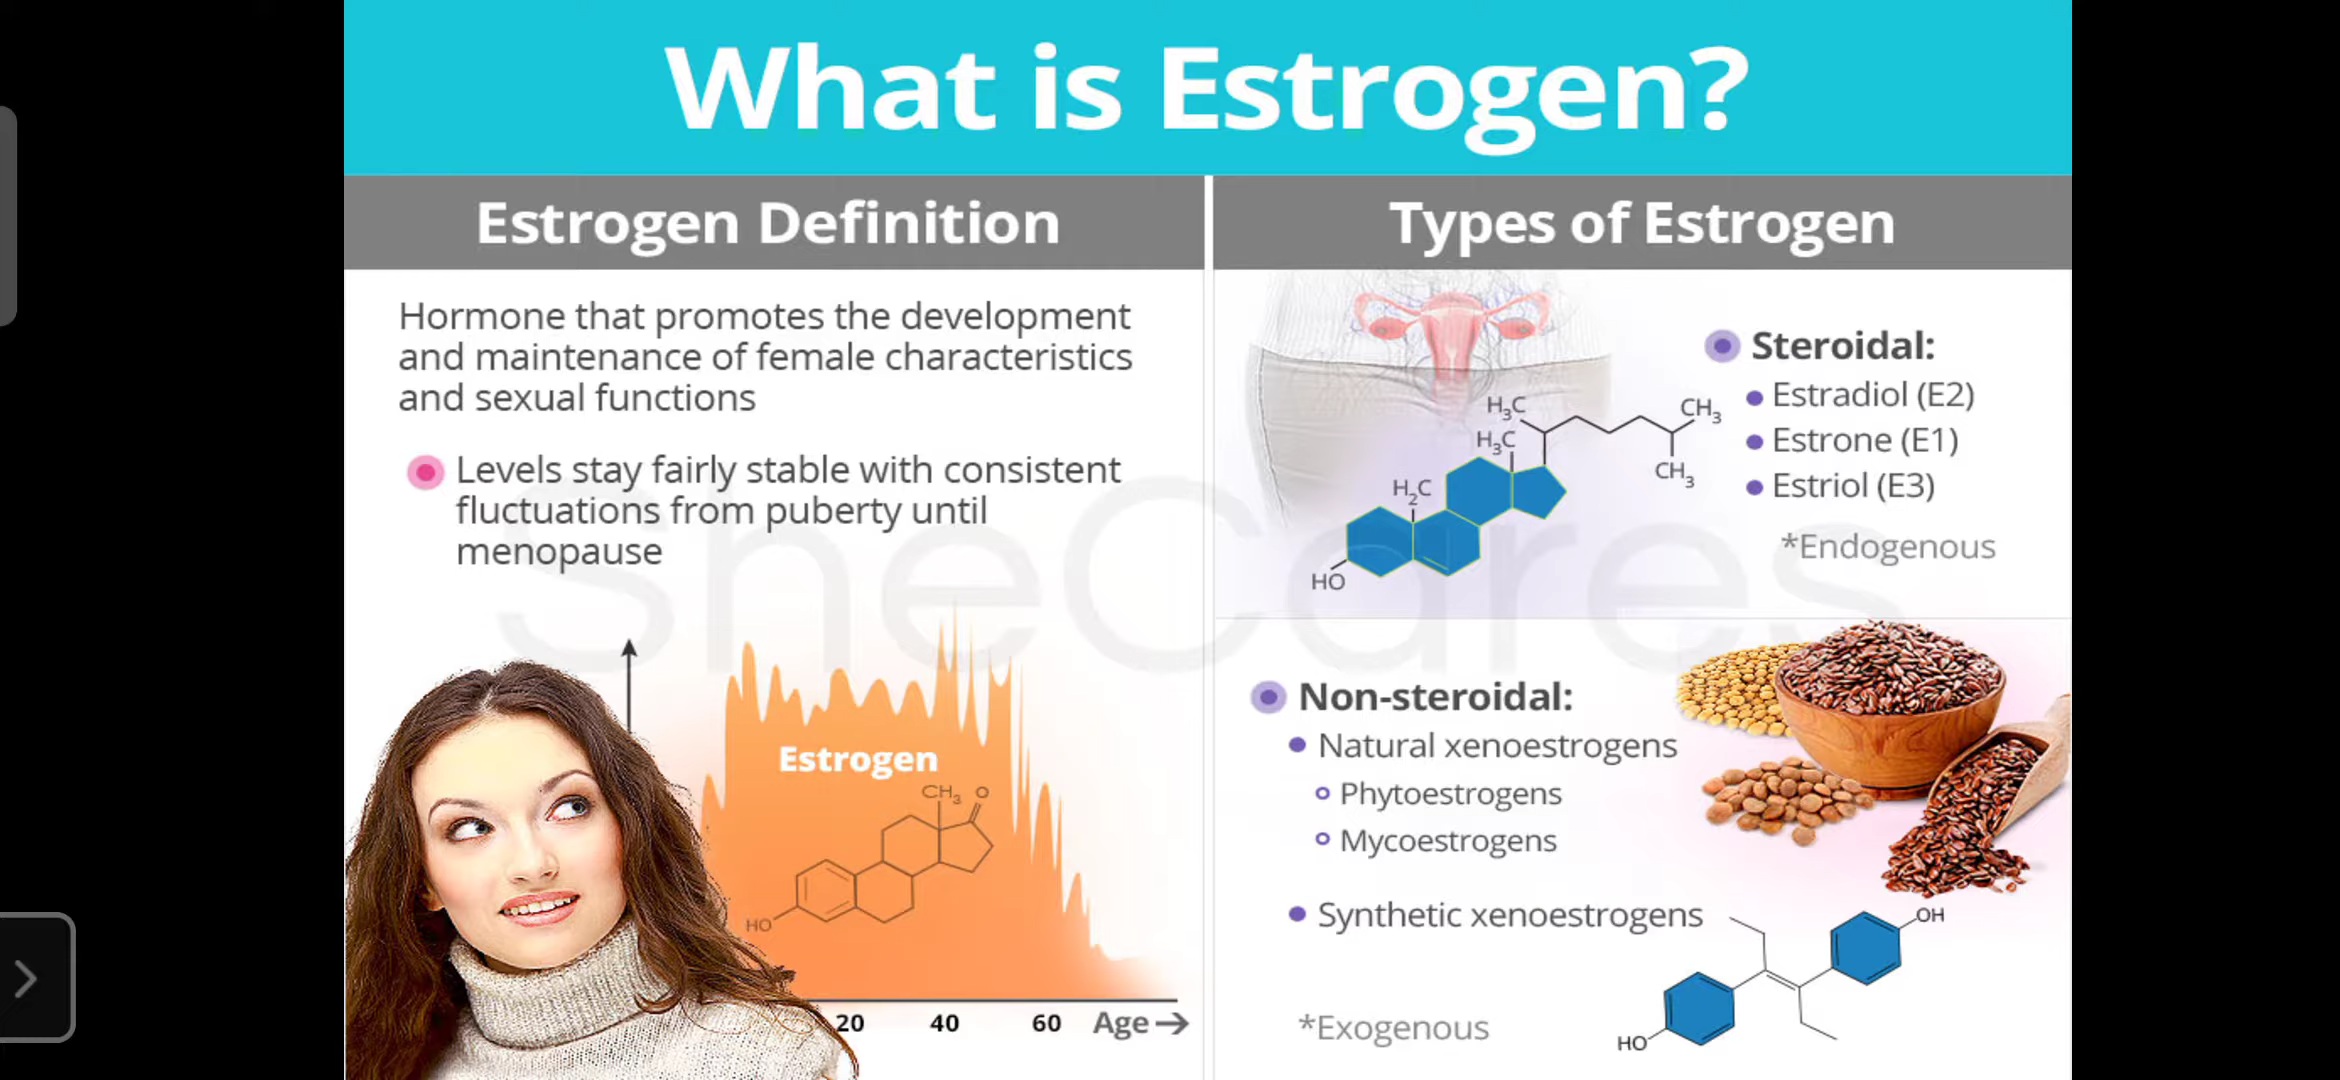 What is Estrogen?
Estrogen Definition
Hormone that promotes the development
and maintenance of female characteristics
and sexual functions
Levels stay fairly stable with consistent
fluctuations from puberty until
menopause
Estrogen
CH3 O
HO
20 40 60 Age
Types of Estrogen
Steroidal:
Estradiol (E2)
Estrone (E1)
Estriol (E3)
*Endogenous
H3C
CH3
H3C
CH3
H2C
HO
SheCares
Non-steroidal:
Natural xenoestrogens
Phytoestrogens
Mycoestrogens
Synthetic xenoestrogens
OH
*Exogenous
HO